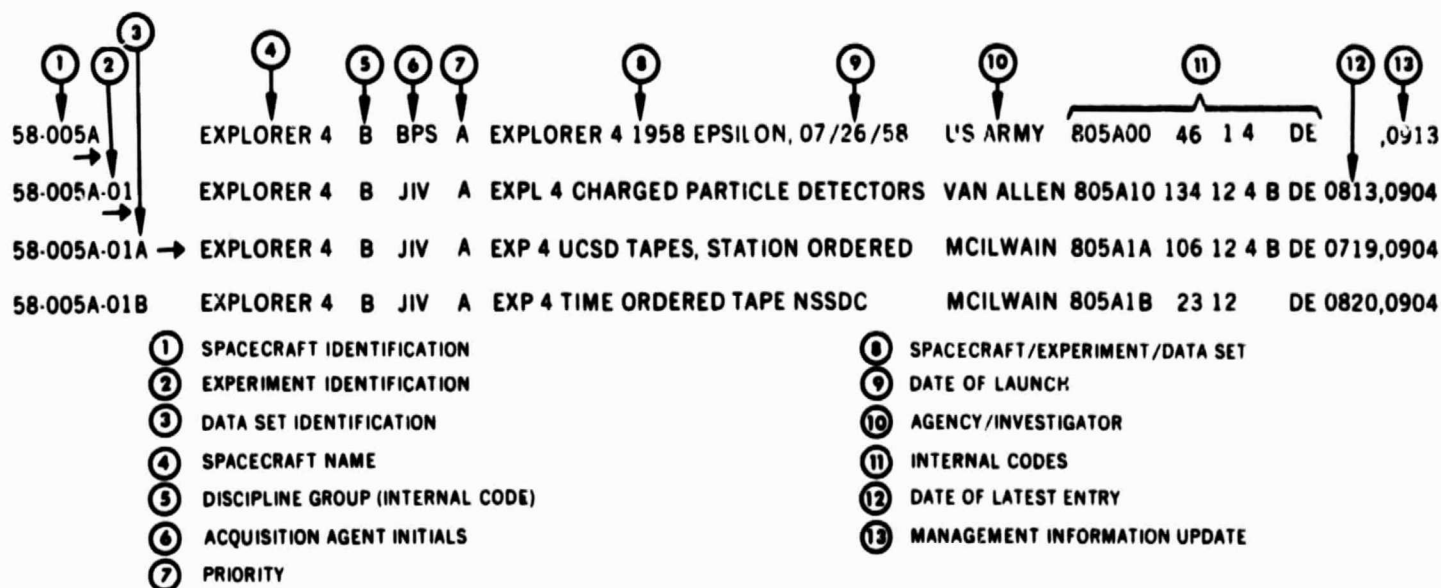 3
1 2 4 5 6 7 8 9 10 11 12 13
58-005A EXPLORER 4 B BPS A EXPLORER 4 1958 EPSILON, 07/26/58 US ARMY 805A00 46 1 4 DE ,0913
58-005A-01 EXPLORER 4 B JIV A EXPL 4 CHARGED PARTICLE DETECTORS VAN ALLEN 805A10 134 12 4 B DE 0813,0904
58-005A-01A EXPLORER 4 B JIV A EXP 4 UCSD TAPES, STATION ORDERED MCILWAIN 805A1A 106 12 4 B DE 0719,0904
58-005A-01B EXPLORER 4 B JIV A EXP 4 TIME ORDERED TAPE NSSDC MCILWAIN 805A1B 23 12 DE 0820,0904
1 SPACECRAFT IDENTIFICATION
2 EXPERIMENT IDENTIFICATION
3 DATA SET IDENTIFICATION
4 SPACECRAFT NAME
5 DISCIPLINE GROUP (INTERNAL CODE)
6 ACQUISITION AGENT INITIALS
7 PRIORITY
8 SPACECRAFT/EXPERIMENT/DATA SET
9 DATE OF LAUNCH
10 AGENCY/INVESTIGATOR
11 INTERNAL CODES
12 DATE OF LATEST ENTRY
13 MANAGEMENT INFORMATION UPDATE